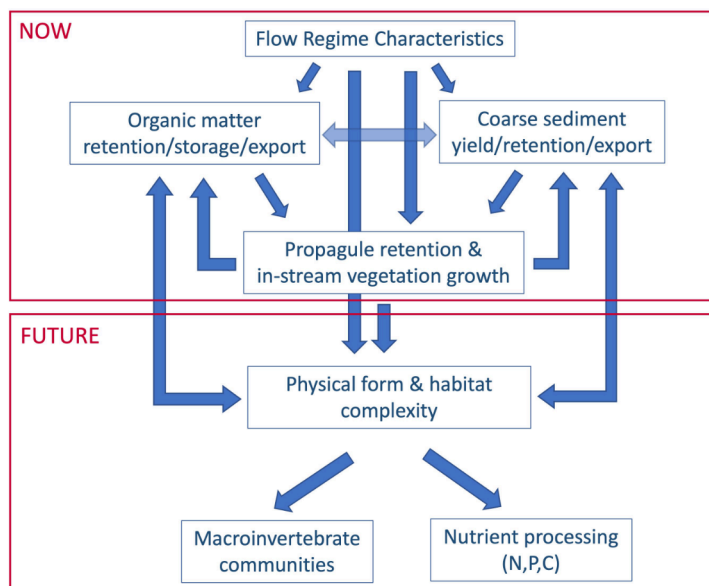 NOW
Flow Regime Characteristics
Organic matter
retention/storage/export
Coarse sediment
yield/retention/export
Propagule retention &
in-stream vegetation growth
FUTURE
Physical form & habitat
complexity
Macroinvertebrate
communities
Nutrient processing
(N,P,C)